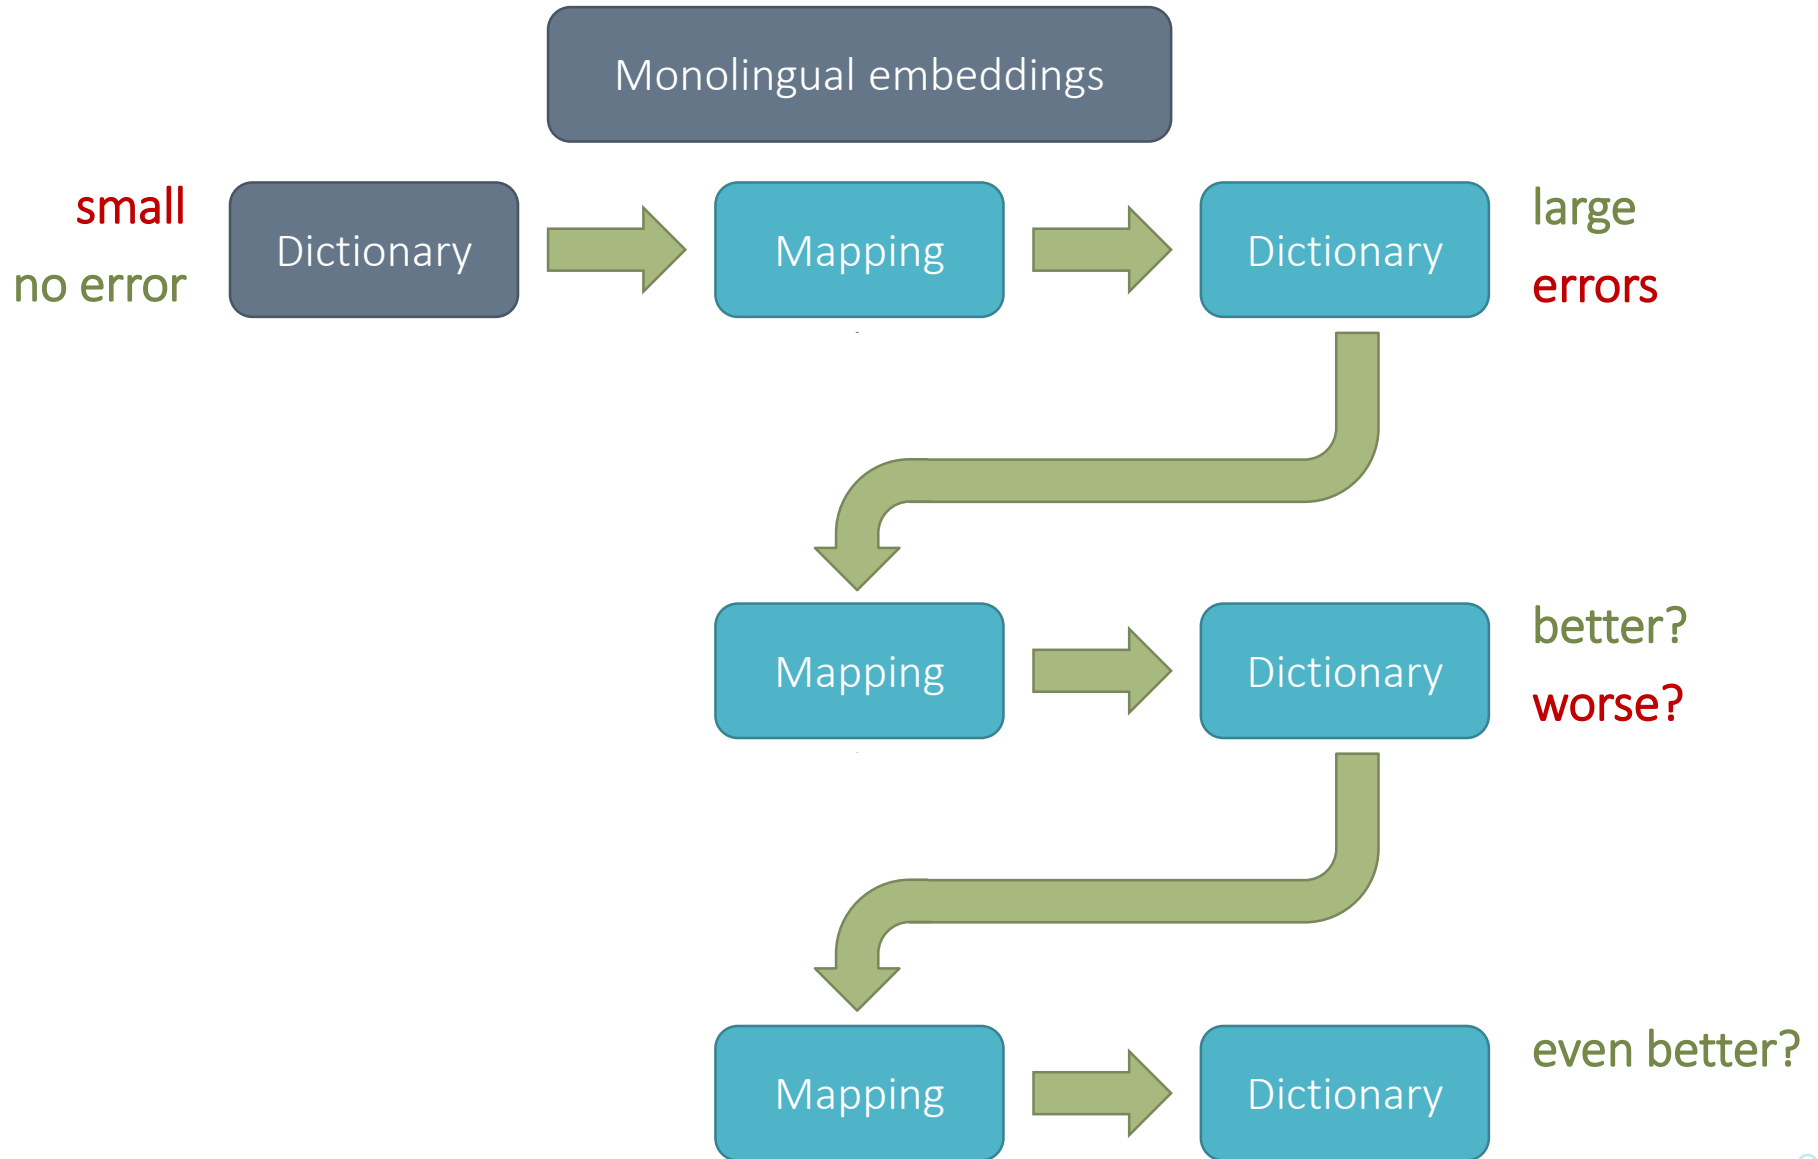 Monolingual embeddings
small
no error
Dictionary
Mapping
Dictionary
large
errors
Mapping
Dictionary
better?
worse?
Mapping
Dictionary
even better?